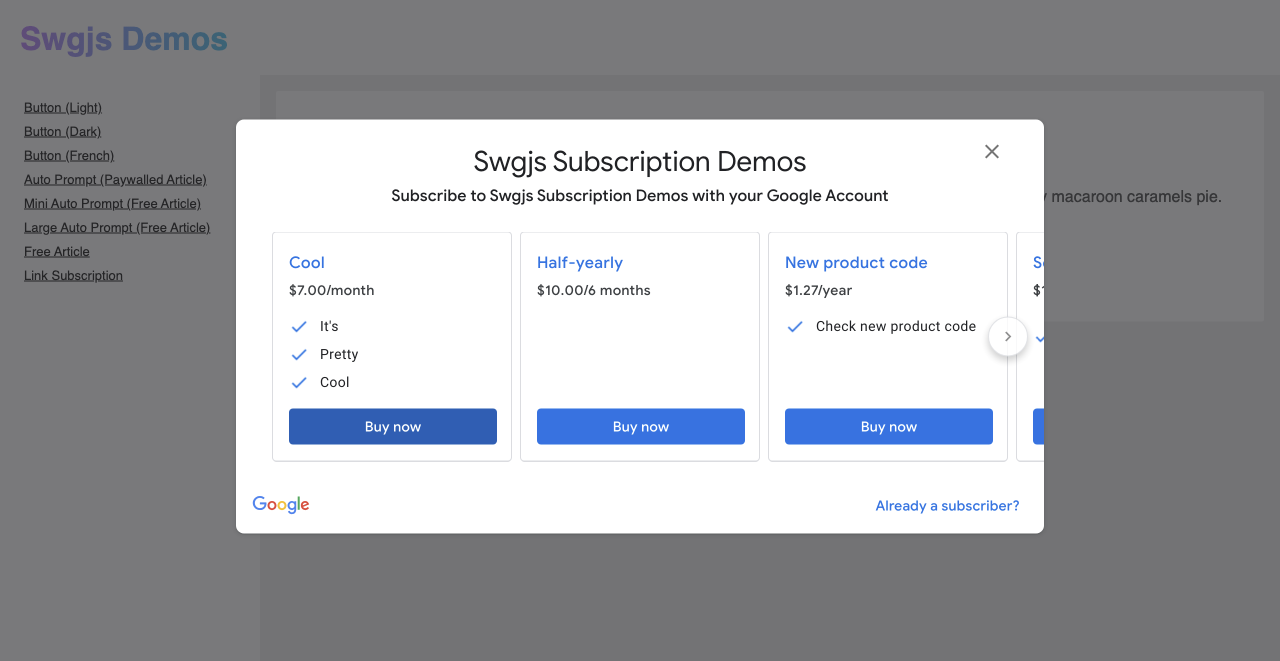 Swgjs Demos
Button (Light)
Button (Dark)
Button (French)
Auto Prompt (Paywalled Article)
Mini Auto Prompt (Free Article)
Large Auto Prompt (Free Article)
Free Article
Link Subscription
macaroon caramels pie.
Swgjs Subscription Demos
Subscribe to Swgjs Subscription Demos with your Google Account
Cool
$7.00/month
It's
Pretty
Cool
Buy now
Half-yearly
$10.00/6 months
Buy now
New product code
$1.27/year
Check new product code
Buy now
Google
Already a subscriber?